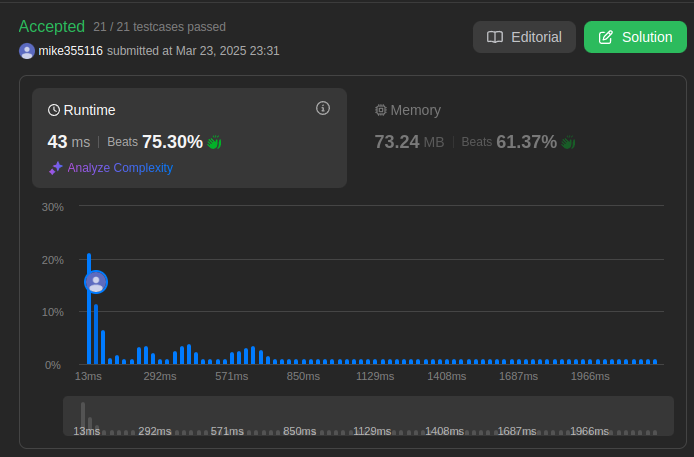 Accepted 21 / 21 testcases passed
mike355116 submitted at Mar 23, 2025 23:31
Editorial
Solution
Runtime
43 ms | Beats 75.30%
Analyze Complexity
Memory
73.24 MB | Beats 61.37%
30%
20%
10%
0%
13ms 292ms 571ms 850ms 1129ms 1408ms 1687ms 1966ms
13ms 292ms 571ms 850ms 1129ms 1408ms 1687ms 1966ms